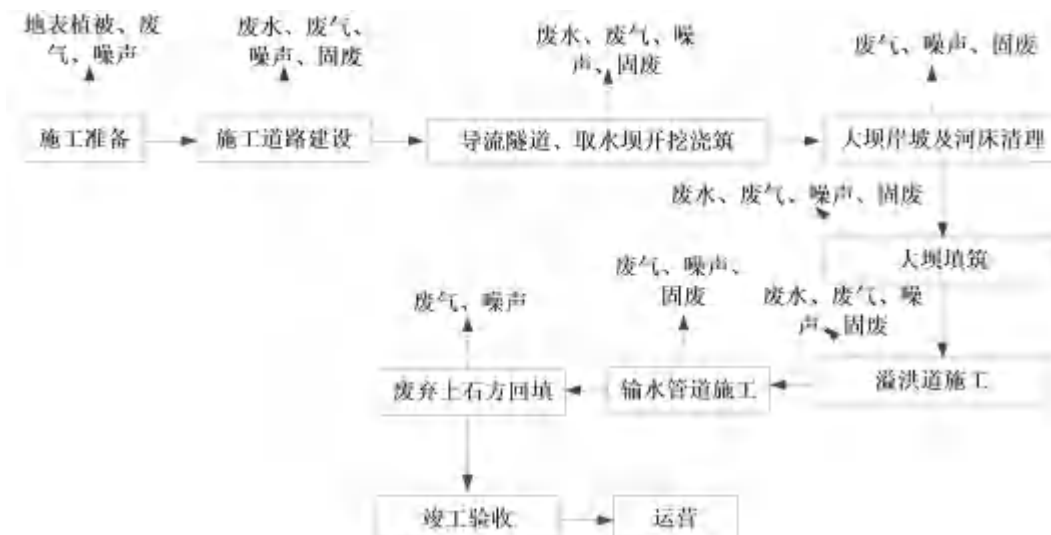 地表植被、废
气、噪声
废水、废气、
噪声、固废
废水、废气、噪
声、固废
废气、噪声、固废
施工准备
施工道路建设
导流隧道、取水坝开挖浇筑
大坝岸坡及河床清理
废水、废气、噪声、固废
大坝填筑
废气、噪声、
固废
废水、废气、噪
声、固废
废气、噪声
溢洪道施工
输水管道施工
废弃土石方回填
竣工验收
运营